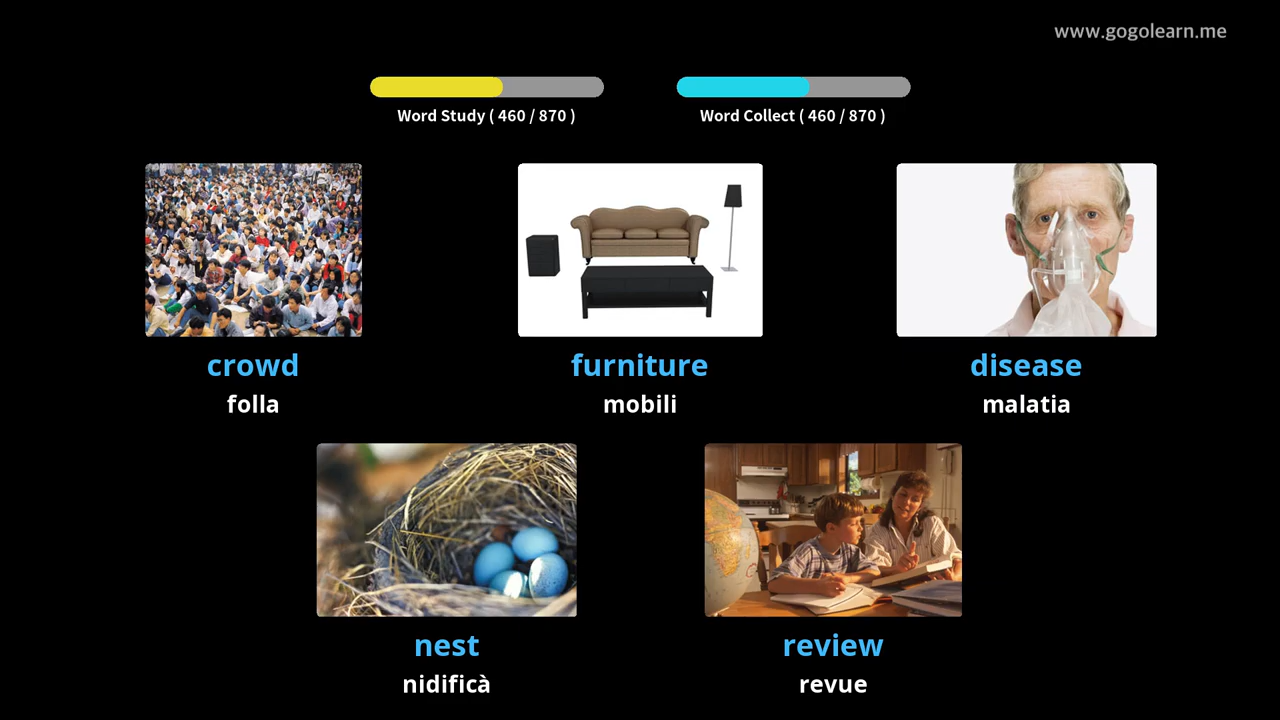 www.gogolearn.me
Word Study ( 460 / 870 )
Word Collect ( 460 / 870 )
crowd
folla
furniture
mobili
disease
malatia
nest
nidificà
review
revue